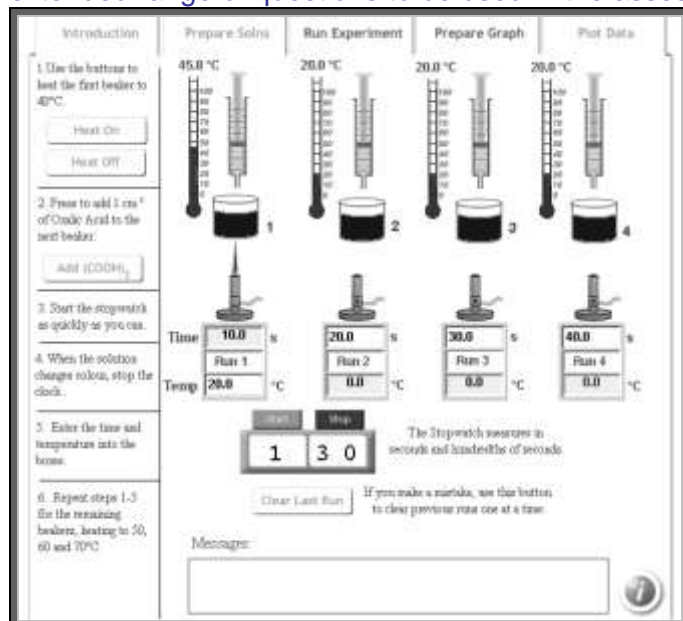 Introduction
Prepare Solns
Run Experiment
Prepare Graph
Plot Data
1. Use the buttons to
heat the first beaker to
40°C.
Heat On
Heat Off
2. Press to add 1 cm³
of Oxalic Acid to the
next beaker.
Add (COOH)2
3. Start the stopwatch
as quickly as you can.
4. When the solution
changes colour, stop the
clock.
5. Enter the time and
temperature into the
boxes.
6. Repeat steps 1-5
for the remaining
beakers, heating to 50,
60 and 70°C
45.0 °C
20.0 °C
20.0 °C
20.0 °C
1
2
3
4
Time 10.0 s
20.0 s
30.0 s
40.0 s
Run 1
Run 2
Run 3
Run 4
Temp 20.0 °C
0.0 °C
0.0 °C
0.0 °C
Start Stop
1 3 0
The Stopwatch measures in
seconds and hundredths of seconds.
Clear Last Run
If you make a mistake, use this button
to clear previous runs one at a time.
Messages:
i